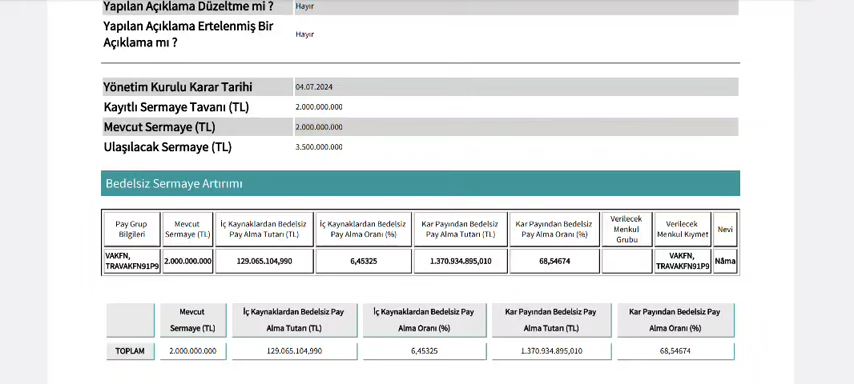 Yapılan Açıklama Düzeltme mi ? Hayır
Yapılan Açıklama Ertelenmiş Bir
Açıklama mı ? Hayır
Yönetim Kurulu Karar Tarihi 04.07.2024
Kayıtlı Sermaye Tavanı (TL) 2.000.000.000
Mevcut Sermaye (TL) 2.000.000.000
Ulaşılacak Sermaye (TL) 3.500.000.000
Bedelsiz Sermaye Artırımı
Pay Grup Bilgileri
Mevcut Sermaye (TL)
İç Kaynaklardan Bedelsiz Pay Alma Tutarı (TL)
İç Kaynaklardan Bedelsiz Pay Alma Oranı (%)
Kar Payından Bedelsiz Pay Alma Tutarı (TL)
Kar Payından Bedelsiz Pay Alma Oranı (%)
Verilecek Menkul Grubu
Verilecek Menkul Kıymet
Nevi
VAKFN, TRAVAKFN91P9 2.000.000.000 129.065.104,990 6,45325 1.370.934.895,010 68,54674 VAKFN, TRAVAKFN91P9 Nâma
Mevcut Sermaye (TL)
İç Kaynaklardan Bedelsiz Pay Alma Tutarı (TL)
İç Kaynaklardan Bedelsiz Pay Alma Oranı (%)
Kar Payından Bedelsiz Pay Alma Tutarı (TL)
Kar Payından Bedelsiz Pay Alma Oranı (%)
TOPLAM 2.000.000.000 129.065.104,990 6,45325 1.370.934.895,010 68,54674